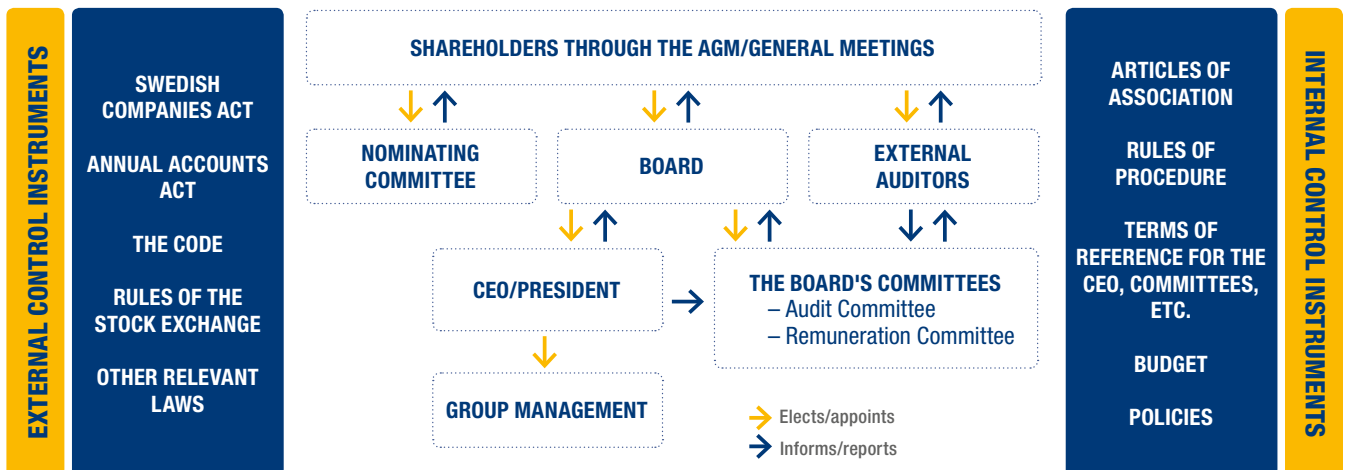 EXTERNAL CONTROL INSTRUMENTS
SWEDISH
COMPANIES ACT
ANNUAL ACCOUNTS
ACT
THE CODE
RULES OF THE
STOCK EXCHANGE
OTHER RELEVANT
LAWS
SHAREHOLDERS THROUGH THE AGM/GENERAL MEETINGS
NOMINATING
COMMITTEE
BOARD
EXTERNAL
AUDITORS
CEO/PRESIDENT
THE BOARD'S COMMITTEES
– Audit Committee
– Remuneration Committee
GROUP MANAGEMENT
Elects/appoints
Informs/reports
ARTICLES OF
ASSOCIATION
RULES OF
PROCEDURE
TERMS OF
REFERENCE FOR THE
CEO, COMMITTEES,
ETC.
BUDGET
POLICIES
INTERNAL CONTROL INSTRUMENTS